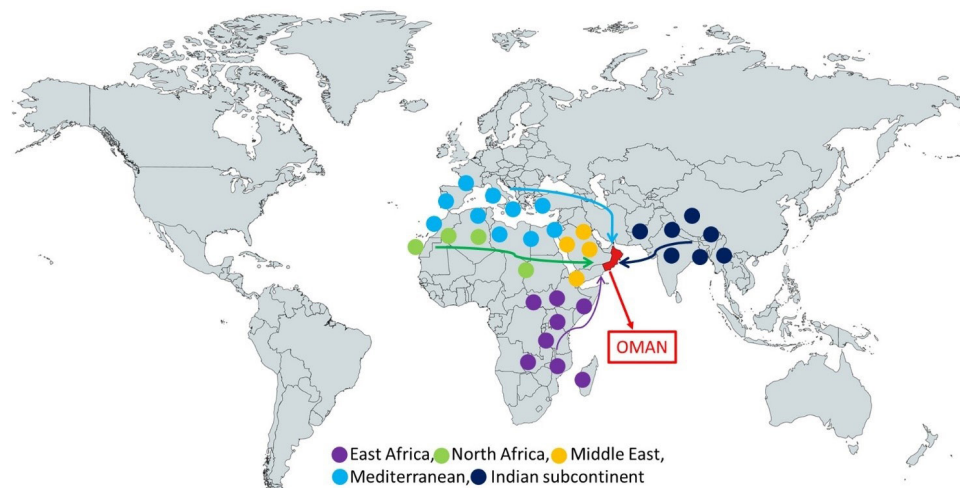 OMAN
East Africa, North Africa, Middle East,
Mediterranean, Indian subcontinent